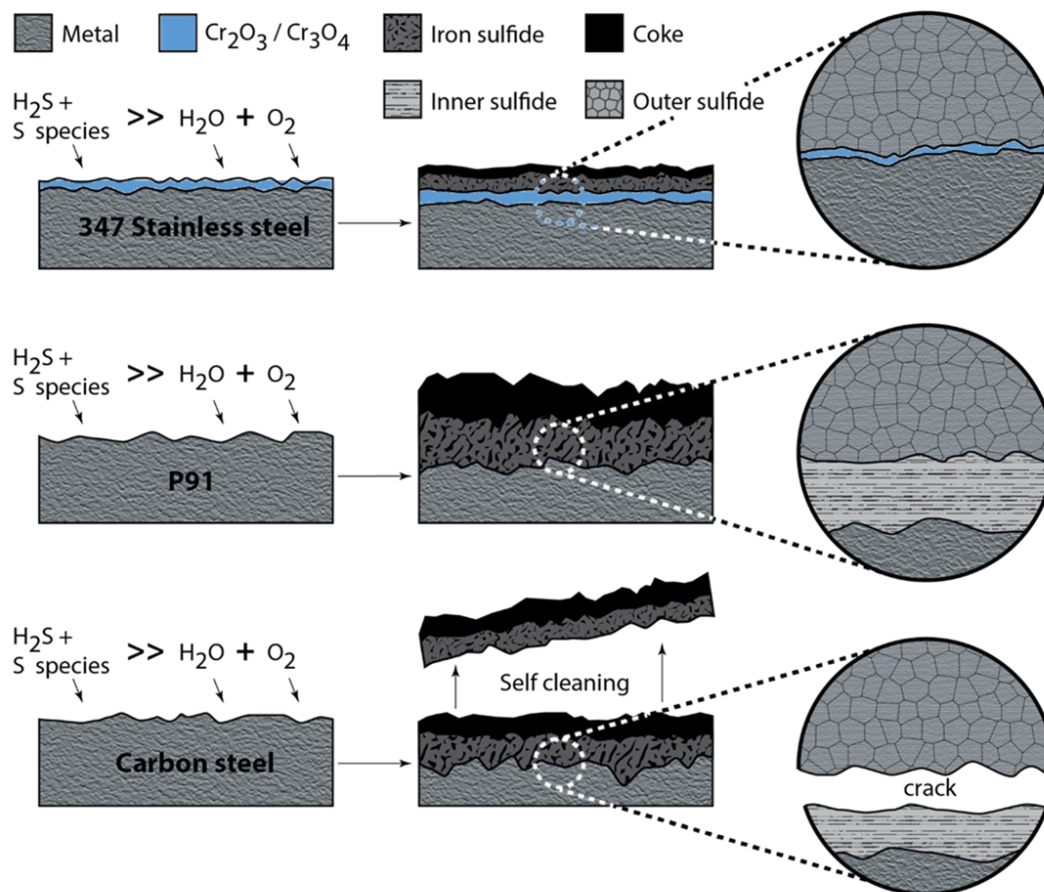 Metal
Cr2O3 / Cr3O4
Iron sulfide
Coke
Inner sulfide
Outer sulfide
H2S +
S species >> H2O + O2
347 Stainless steel
H2S +
S species >> H2O + O2
P91
H2S +
S species >> H2O + O2
Self cleaning
Carbon steel
crack